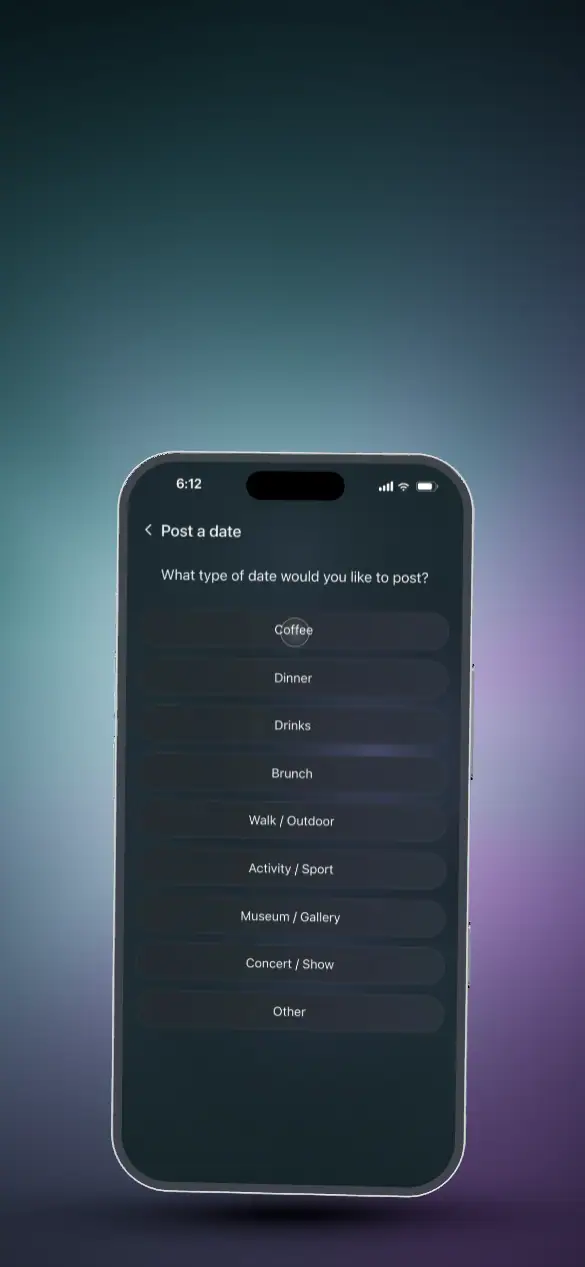 6:12
Post a date
What type of date would you like to post?
Coffee
Dinner
Drinks
Brunch
Walk / Outdoor
Activity / Sport
Museum / Gallery
Concert / Show
Other